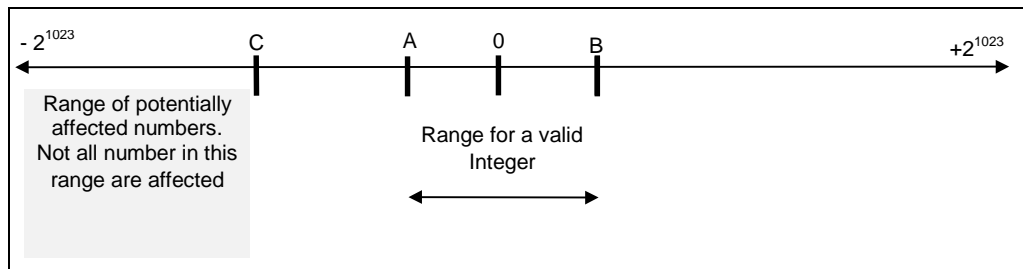 - 2^1023 C A 0 B +2^1023
Range of potentially
affected numbers.
Not all number in this
range are affected
Range for a valid
Integer